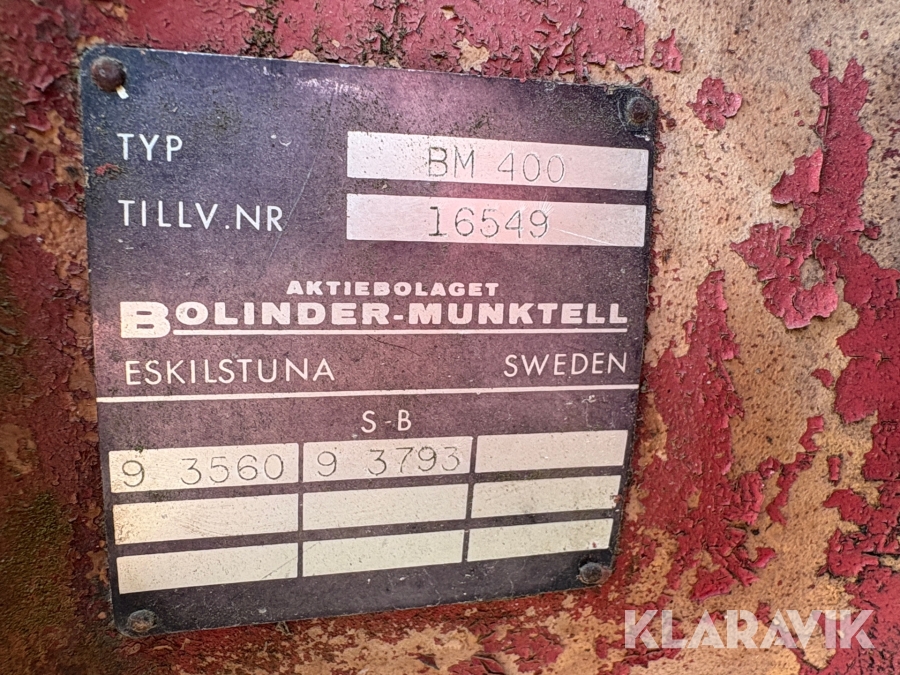 TYP BM 400
TILLV.NR 16549
AKTIEBOLAGET
BOLINDER-MUNKTELL
ESKILSTUNA SWEDEN
S-B
9 3560 9 3793
KLARAVIK